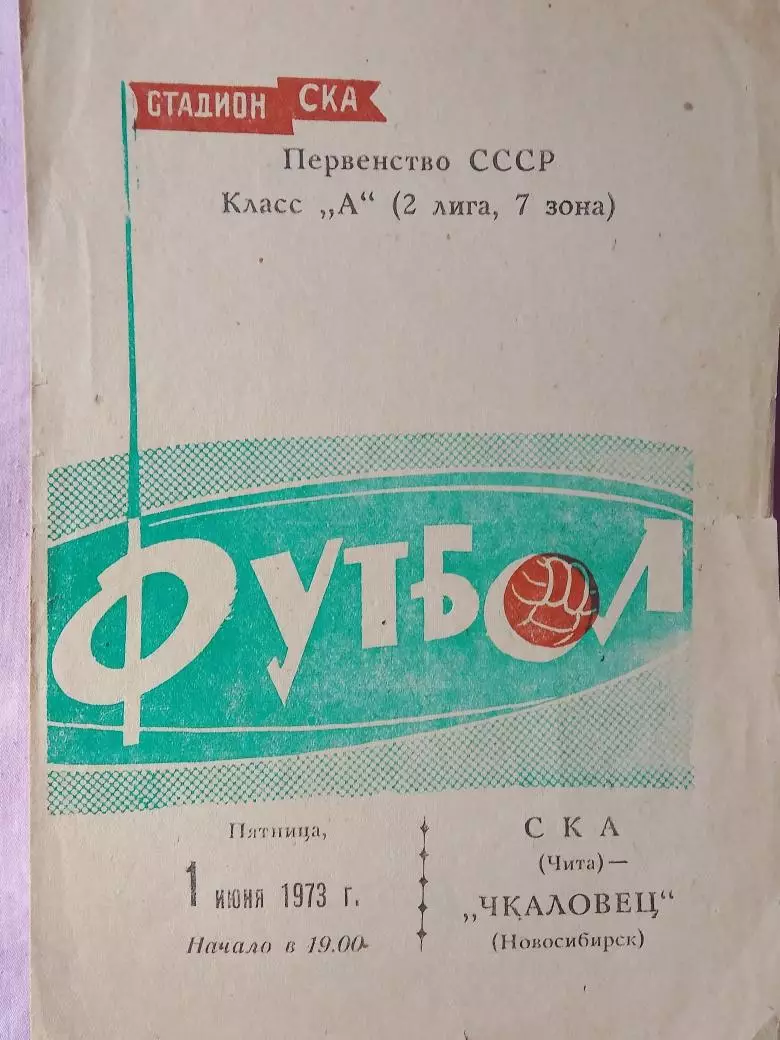 СТАДИОН СКА
Первенство СССР
Класс „А“ (2 лига, 7 зона)
ФУТБОЛ
Пятница,
1 июня 1973 г.
Начало в 19.00
СКА
(Чита) —
„ЧКАЛОВЕЦ“
(Новосибирск)